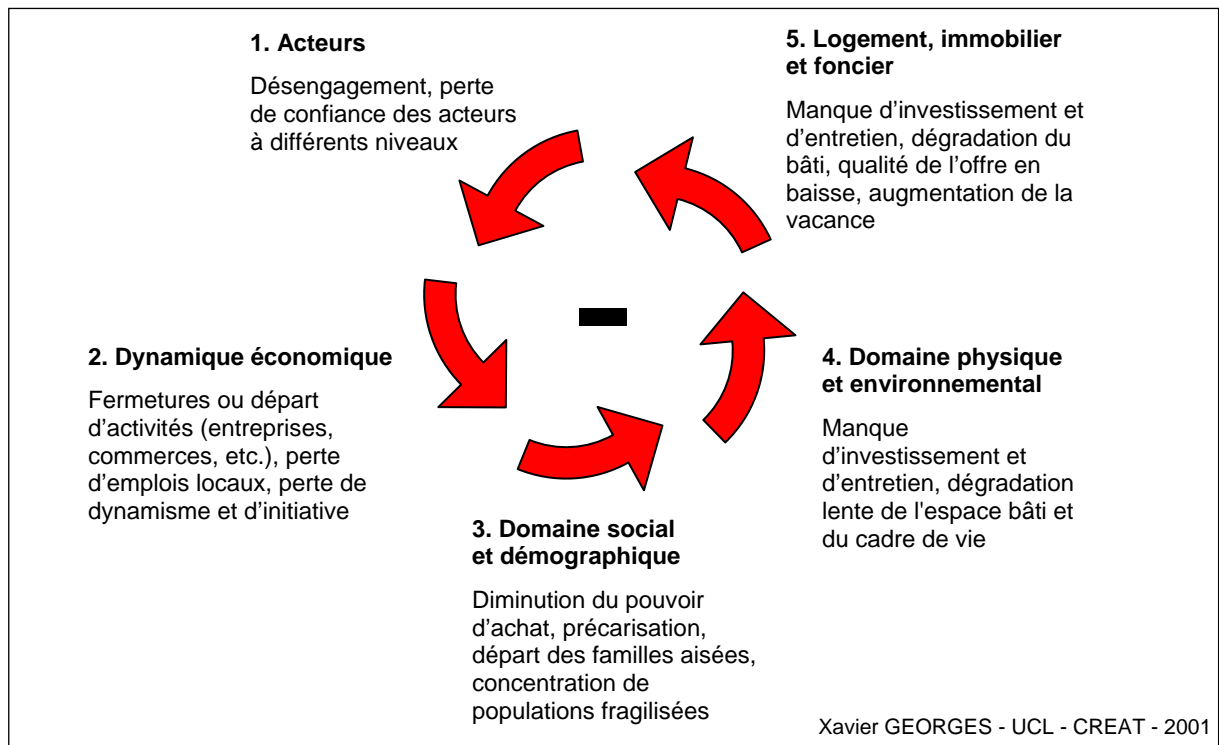 1. Acteurs
Désengagement, perte
de confiance des acteurs
à différents niveaux
2. Dynamique économique
Fermetures ou départ
d’activités (entreprises,
commerces, etc.), perte
d’emplois locaux, perte de
dynamisme et d’initiative
3. Domaine social
et démographique
Diminution du pouvoir
d’achat, précarisation,
départ des familles aisées,
concentration de
populations fragilisées
4. Domaine physique
et environnemental
Manque
d’investissement et
d’entretien, dégradation
lente de l'espace bâti et
du cadre de vie
5. Logement, immobilier
et foncier
Manque d’investissement et
d’entretien, dégradation du
bâti, qualité de l’offre en
baisse, augmentation de la
vacance
Xavier GEORGES - UCL - CREAT - 2001